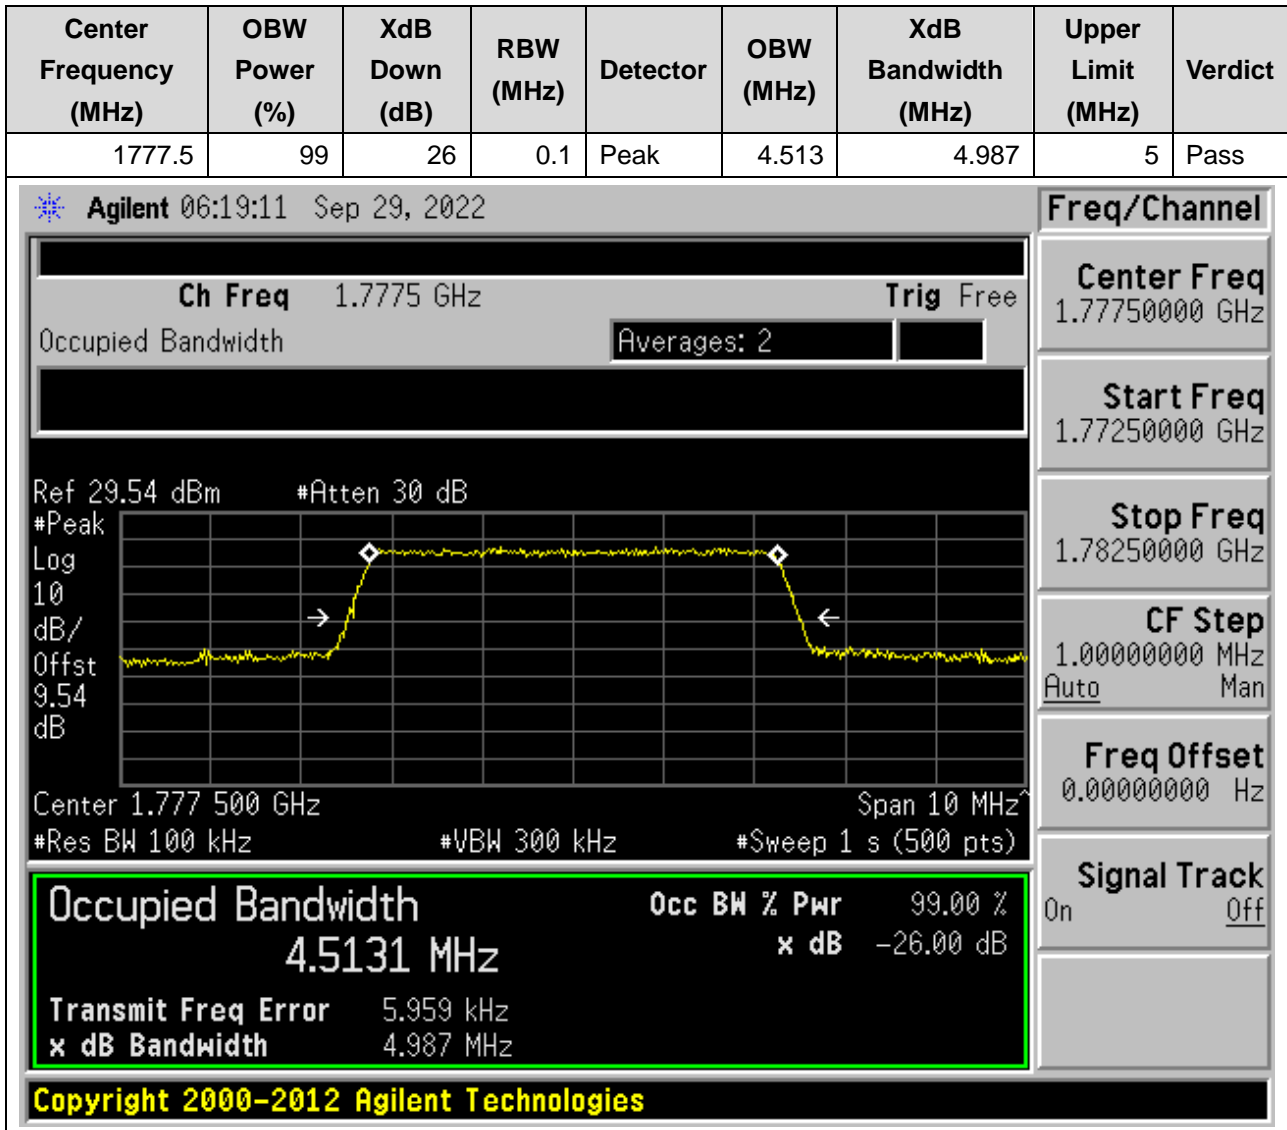 Center Frequency (MHz) OBW Power (%) XdB Down (dB) RBW (MHz) Detector OBW (MHz) XdB Bandwidth (MHz) Upper Limit (MHz) Verdict
1777.5 99 26 0.1 Peak 4.513 4.987 5 Pass
Agilent 06:19:11 Sep 29, 2022
Ch Freq 1.7775 GHz Trig Free
Occupied Bandwidth Averages: 2
Ref 29.54 dBm #Atten 30 dB
#Peak
Log
10
dB/
Offst
9.54
dB
Center 1.777 500 GHz Span 10 MHz^
#Res BW 100 kHz #VBW 300 kHz #Sweep 1 s (500 pts)
Occupied Bandwidth Occ BW % Pwr 99.00 %
4.5131 MHz x dB -26.00 dB
Transmit Freq Error 5.959 kHz
x dB Bandwidth 4.987 MHz
Copyright 2000-2012 Agilent Technologies
Freq/Channel
Center Freq
1.77750000 GHz
Start Freq
1.77250000 GHz
Stop Freq
1.78250000 GHz
CF Step
1.00000000 MHz
Auto Man
Freq Offset
0.00000000 Hz
Signal Track
On Off